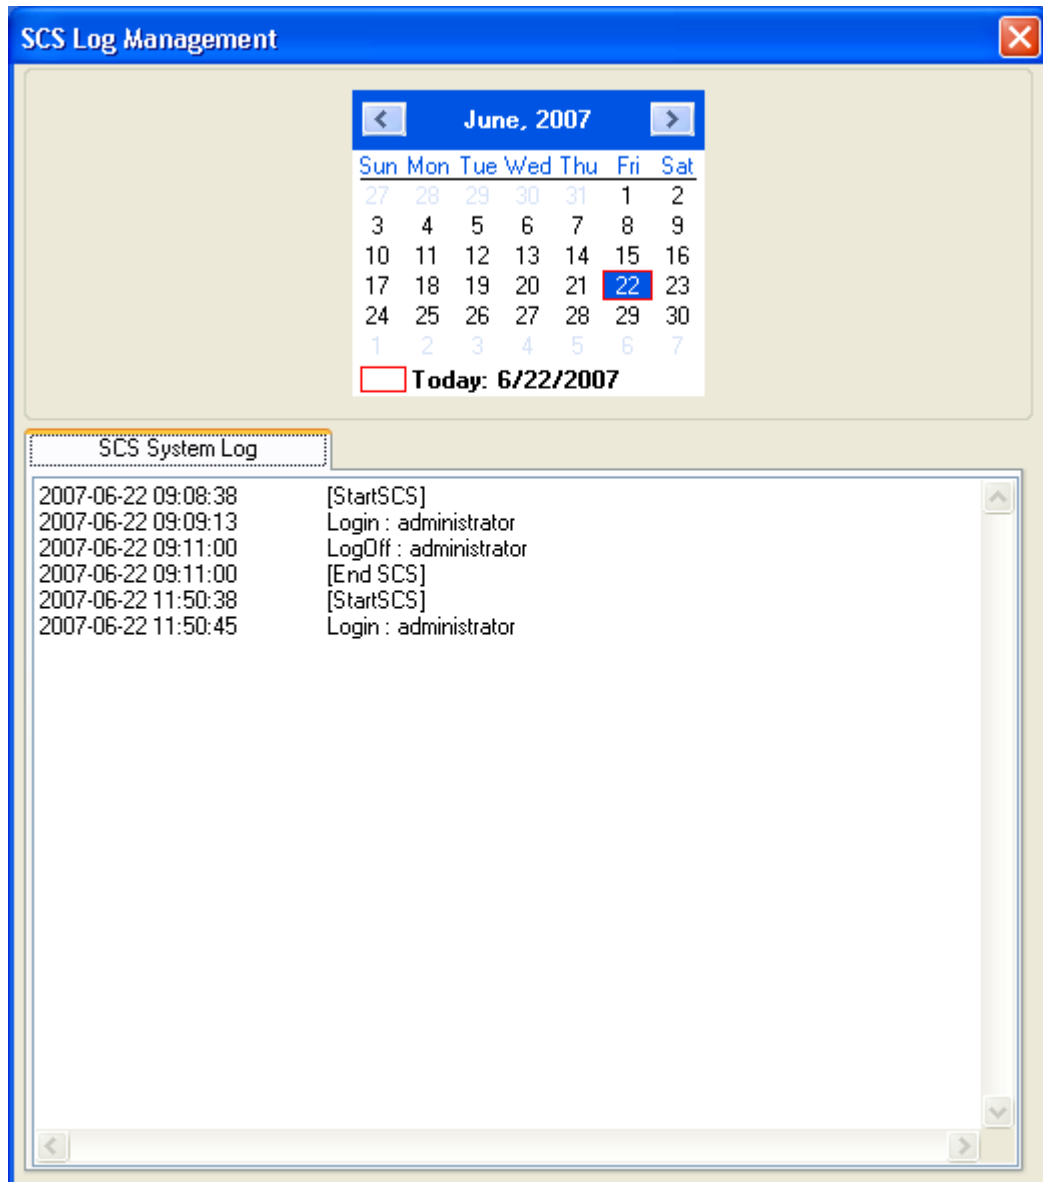 SCS Log Management
June, 2007
Sun Mon Tue Wed Thu Fri Sat
27 28 29 30 31 1 2
3 4 5 6 7 8 9
10 11 12 13 14 15 16
17 18 19 20 21 22 23
24 25 26 27 28 29 30
1 2 3 4 5 6 7
Today: 6/22/2007
SCS System Log
2007-06-22 09:08:38 [StartSCS]
2007-06-22 09:09:13 Login : administrator
2007-06-22 09:11:00 LogOff : administrator
2007-06-22 09:11:00 [End SCS]
2007-06-22 11:50:38 [StartSCS]
2007-06-22 11:50:45 Login : administrator